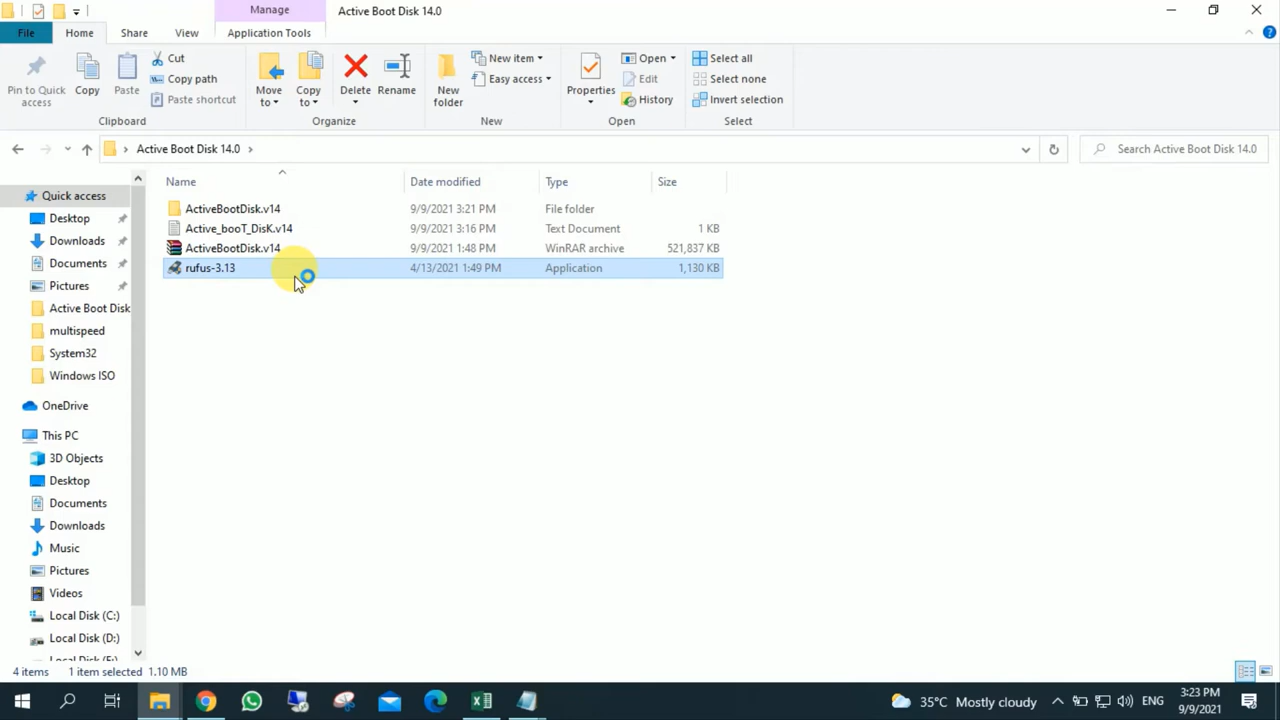 Manage
Active Boot Disk 14.0
File
Home
Share
View
Application Tools
Pin to Quick access
Copy
Paste
Cut
Copy path
Paste shortcut
Clipboard
Move to
Copy to
Delete
Rename
Organize
New folder
New item
Easy access
New
Properties
Open
Edit
History
Open
Select all
Select none
Invert selection
Select
Active Boot Disk 14.0
Search Active Boot Disk 14.0
Name
Date modified
Type
Size
ActiveBootDisk.v14 9/9/2021 3:21 PM File folder
Active_booT_DisK.v14 9/9/2021 3:16 PM Text Document 1 KB
ActiveBootDisk.v14 9/9/2021 1:48 PM WinRAR archive 521,837 KB
rufus-3.13 4/13/2021 1:49 PM Application 1,130 KB
Quick access
Desktop
Downloads
Documents
Pictures
Active Boot Disk
multispeed
System32
Windows ISO
OneDrive
This PC
3D Objects
Desktop
Documents
Downloads
Music
Pictures
Videos
Local Disk (C:)
Local Disk (D:)
4 items 1 item selected 1.10 MB
35°C Mostly cloudy
ENG
3:23 PM
9/9/2021